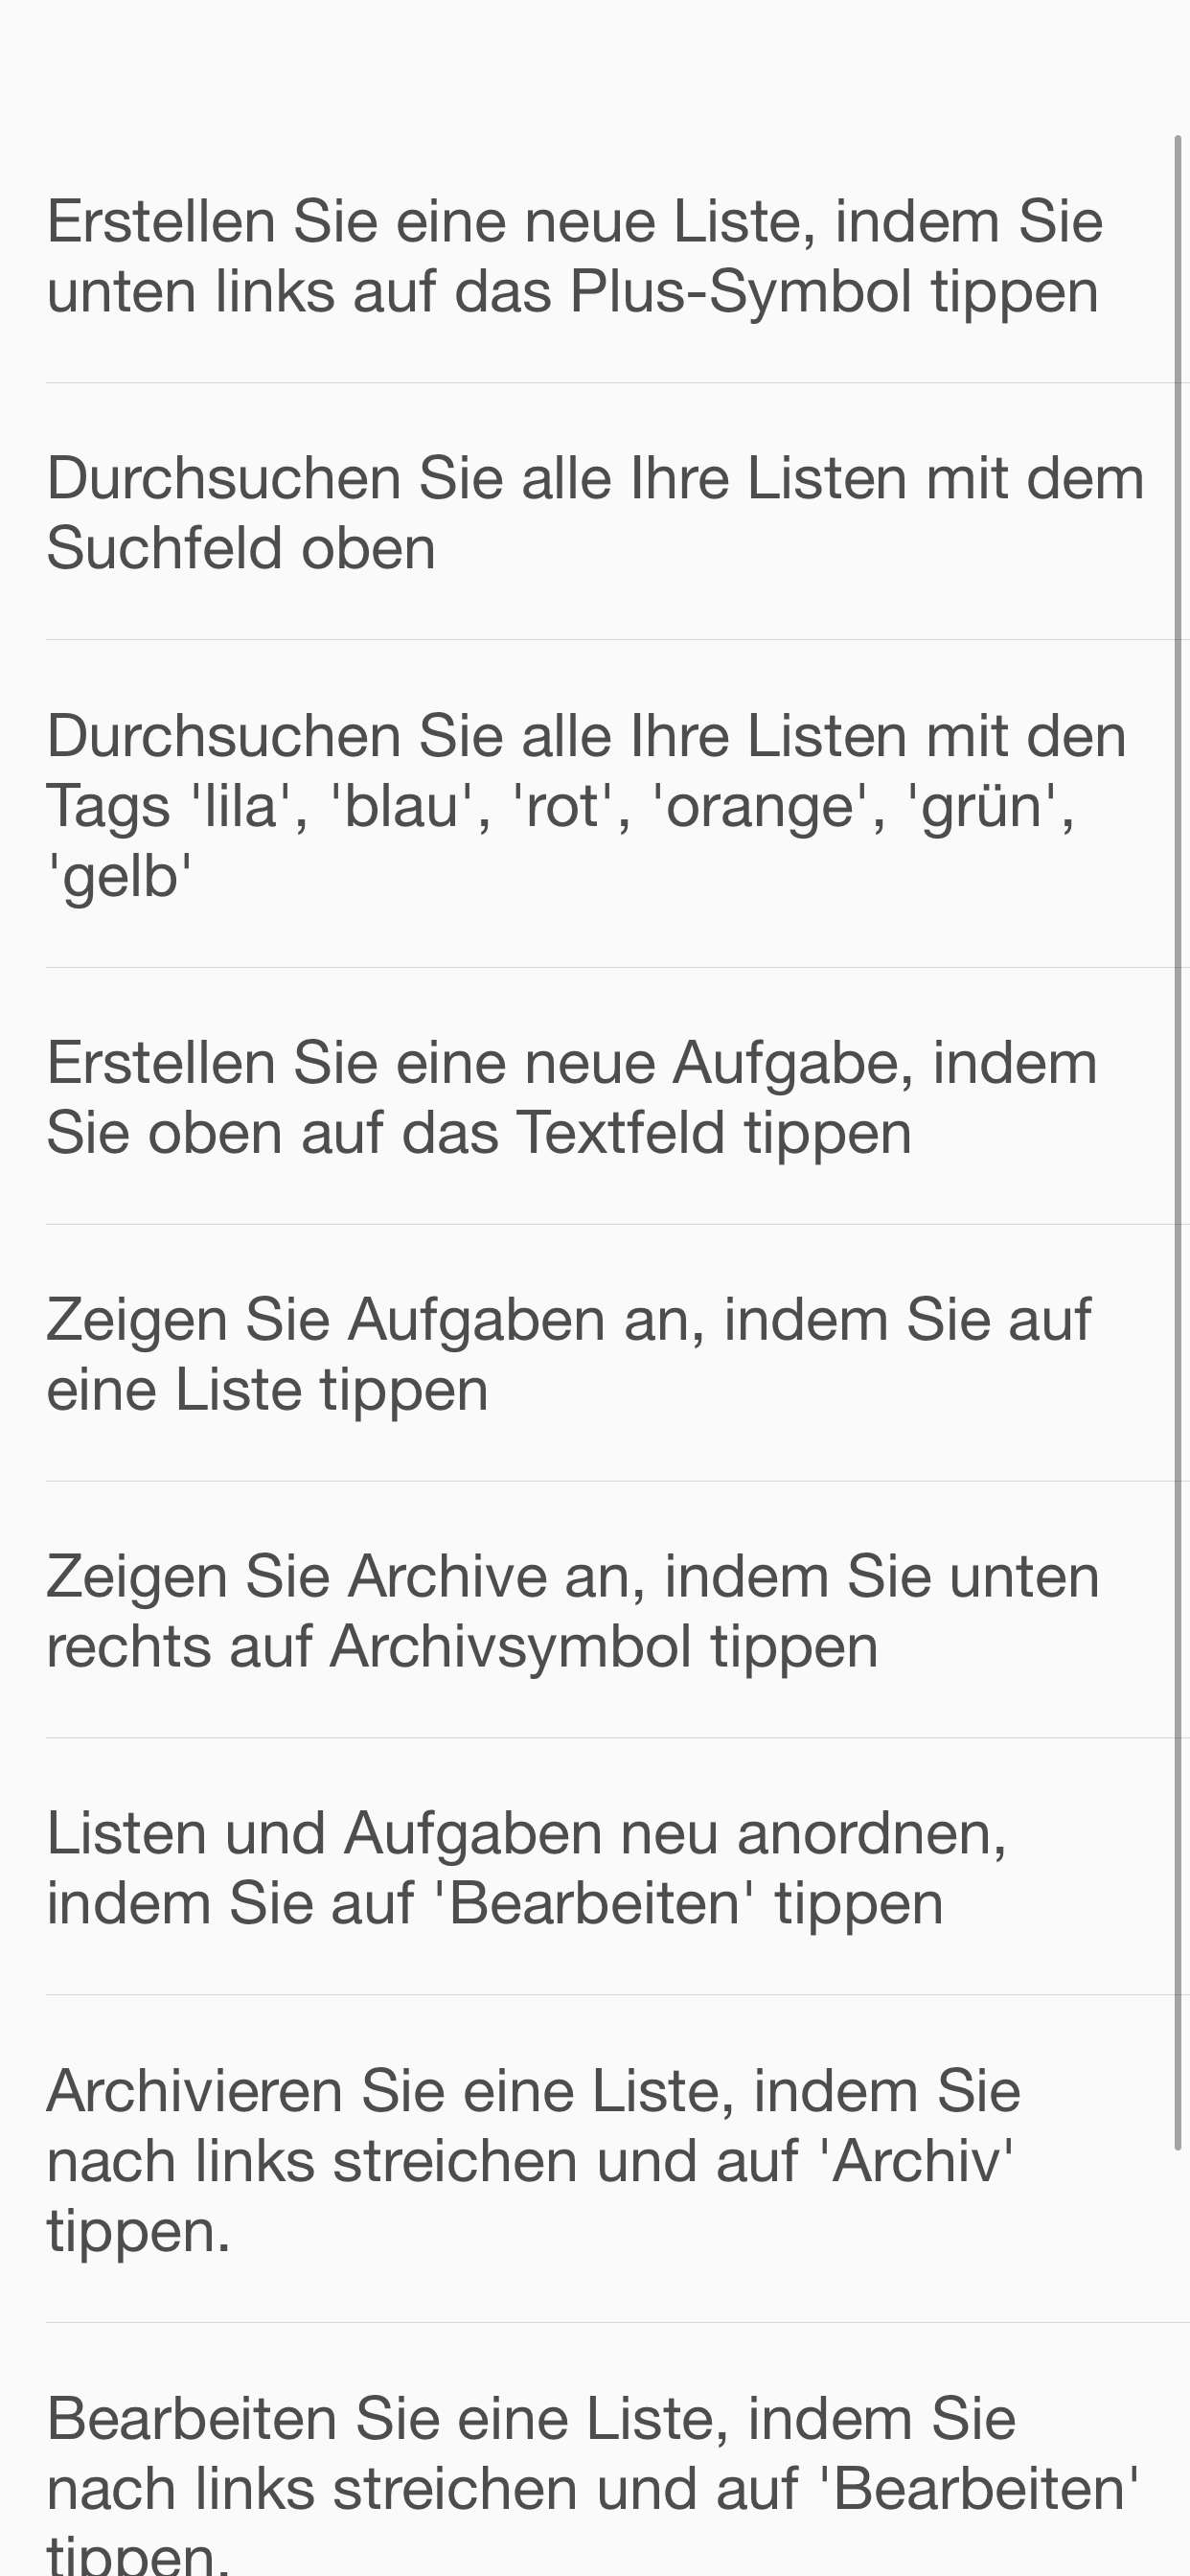 Erstellen Sie eine neue Liste, indem Sie
unten links auf das Plus-Symbol tippen
Durchsuchen Sie alle Ihre Listen mit dem
Suchfeld oben
Durchsuchen Sie alle Ihre Listen mit den
Tags 'lila', 'blau', 'rot', 'orange', 'grün',
'gelb'
Erstellen Sie eine neue Aufgabe, indem
Sie oben auf das Textfeld tippen
Zeigen Sie Aufgaben an, indem Sie auf
eine Liste tippen
Zeigen Sie Archive an, indem Sie unten
rechts auf Archivsymbol tippen
Listen und Aufgaben neu anordnen,
indem Sie auf 'Bearbeiten' tippen
Archivieren Sie eine Liste, indem Sie
nach links streichen und auf 'Archiv'
tippen.
Bearbeiten Sie eine Liste, indem Sie
nach links streichen und auf 'Bearbeiten'
tippen.